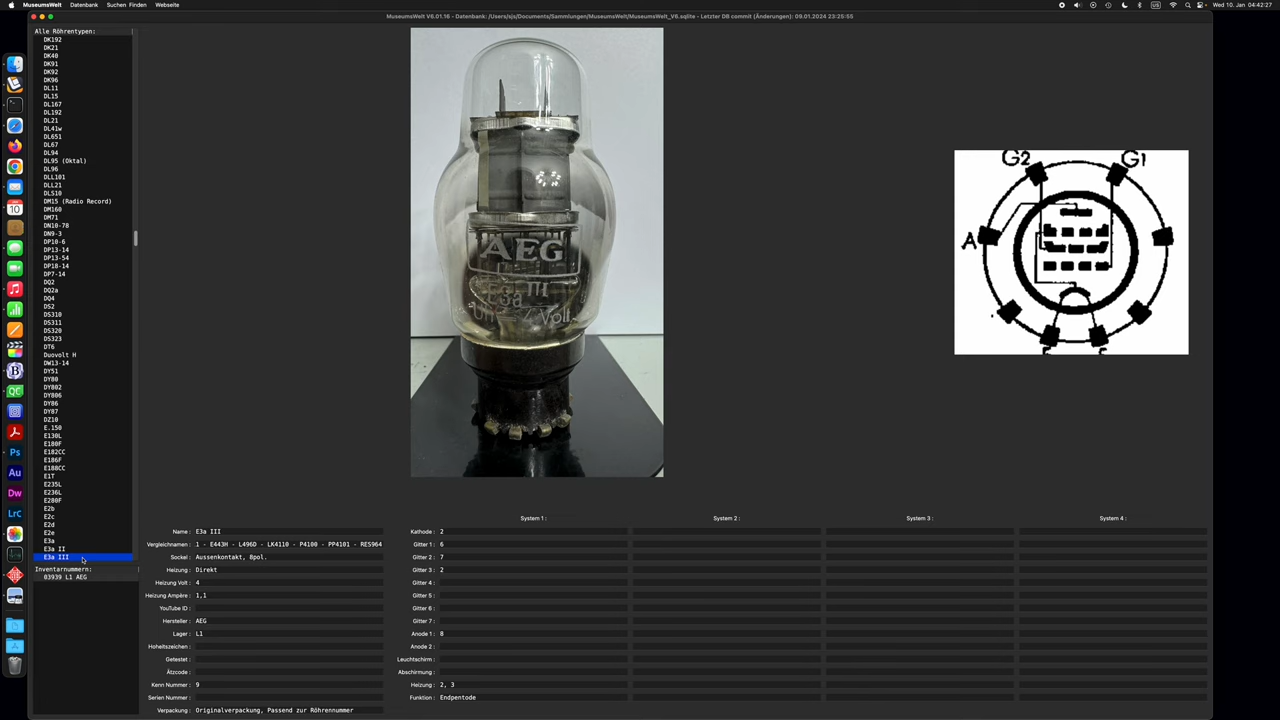 MuseumsWelt Datenbank Suchen Finden Webseite
Wed 10. Jan. 04:42:27
MuseumsWelt V6.01.16 - Datenbank: /Users/sjs/Documents/Sammlungen/MuseumsWelt/MuseumsWelt_V6.sqlite - Letzter DB commit (Änderungen): 09.01.2024 23:25:55
Alle Röhrentypen:
DK192
DK21
DK40
DK91
DK92
DK96
DL11
DL15
DL167
DL192
DL21
DL41w
DL651
DL67
DL94
DL95 (Oktal)
DL96
DLL101
DLL21
DLS10
DM15 (Radio Record)
DM160
DM71
DN10-78
DN9-3
DP10-6
DP13-14
DP13-54
DP18-14
DP7-14
DQ2
DQ2a
DQ4
DS2
DS310
DS311
DS320
DS323
DT6
Duovolt H
DW13-14
DY51
DY80
DY802
DY806
DY86
DY87
DZ10
E.150
E130L
E180F
E182CC
E186F
E188CC
E1T
E235L
E236L
E280F
E2b
E2c
E2d
E2e
E3a
E3a II
E3a III
Inventarnummern:
03939 L1 AEG
AEG
E3a III
4 Volt
G2 G1
A
System 1 : System 2 : System 3 : System 4 :
Name : E3a III
Vergleichnamen : 1 - E443H - L496D - LK4110 - P4100 - PP4101 - RES964
Sockel : Aussenkontakt, 8pol.
Heizung : Direkt
Heizung Volt : 4
Heizung Ampère : 1,1
YouTube ID :
Hersteller : AEG
Lager : L1
Hoheitszeichen :
Getestet :
Ätzcode :
Kenn Nummer : 9
Serien Nummer :
Verpackung : Originalverpackung, Passend zur Röhrennummer
Kathode : 2
Gitter 1 : 6
Gitter 2 : 7
Gitter 3 : 2
Gitter 4 :
Gitter 5 :
Gitter 6 :
Gitter 7 :
Anode 1 : 8
Anode 2 :
Leuchtschirm :
Abschirmung :
Heizung : 2, 3
Funktion : Endpentode